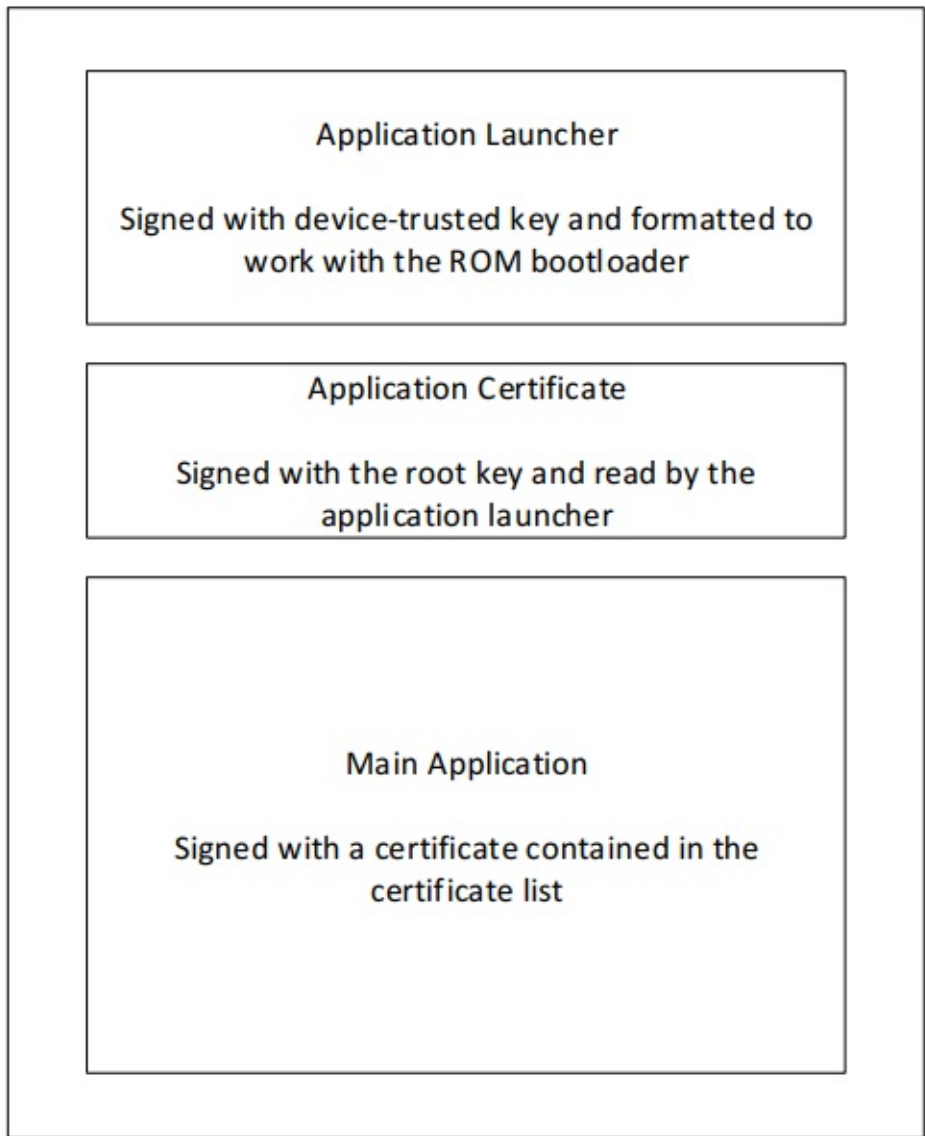 Application Launcher
Signed with device-trusted key and formatted to
work with the ROM bootloader
Application Certificate
Signed with the root key and read by the
application launcher
Main Application
Signed with a certificate contained in the
certificate list